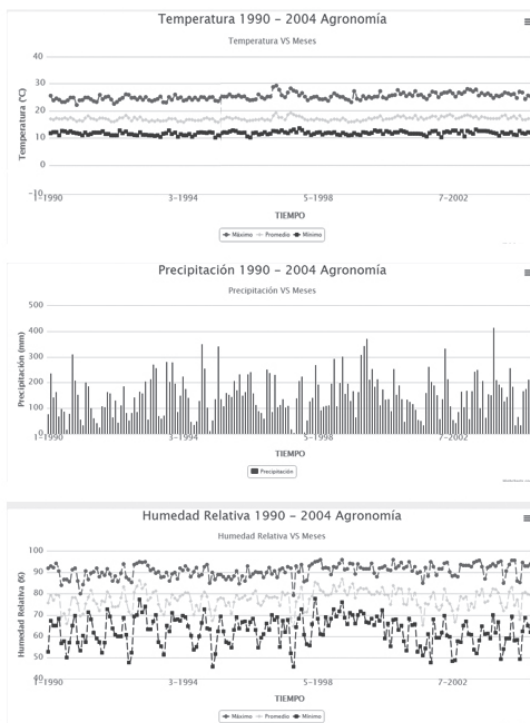 Temperatura 1990 - 2004 Agronomía
Temperatura VS Meses
Temperatura (°C)
40
30
20
10
0
-10
1-1990
3-1994
5-1998
7-2002
TIEMPO
Máximo
Promedio
Mínimo
Precipitación 1990 - 2004 Agronomía
Precipitación VS Meses
Precipitación (mm)
500
400
300
200
100
0
1-1990
3-1994
5-1998
7-2002
TIEMPO
Precipitación
Humedad Relativa 1990 - 2004 Agronomía
Humedad Relativa VS Meses
Humedad Relativa (%)
100
90
80
70
60
50
40
1-1990
3-1994
5-1998
7-2002
TIEMPO
Máximo
Promedio
Mínimo